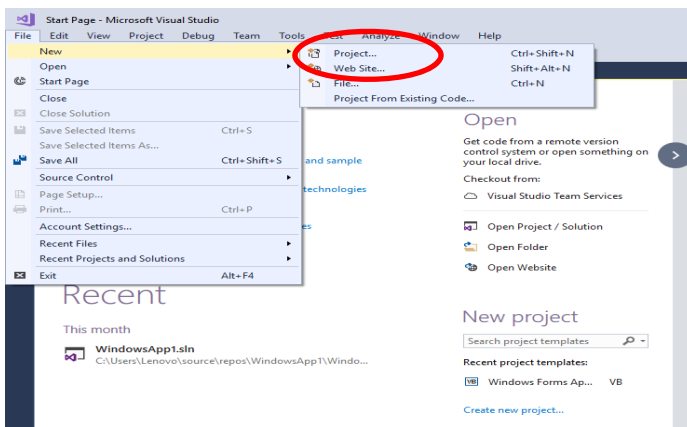 Start Page - Microsoft Visual Studio
File Edit View Project Debug Team Tools Test Analyze Window Help
New
Project... Ctrl+Shift+N
Open
Web Site... Shift+Alt+N
Start Page
File... Ctrl+N
Close
Project From Existing Code...
Close Solution
Save Selected Items Ctrl+S
Save Selected Items As...
Save All Ctrl+Shift+S
Source Control
Page Setup...
Print... Ctrl+P
Account Settings...
Recent Files
Recent Projects and Solutions
Exit Alt+F4
and sample
technologies
es
Recent
This month
WindowsApp1.sln
C:\Users\Lenovo\source\repos\WindowsApp1\Windo...
Open
Get code from a remote version
control system or open something on
your local drive.
Checkout from:
Visual Studio Team Services
Open Project / Solution
Open Folder
Open Website
New project
Search project templates
Recent project templates:
VB Windows Forms Ap... VB
Create new project...